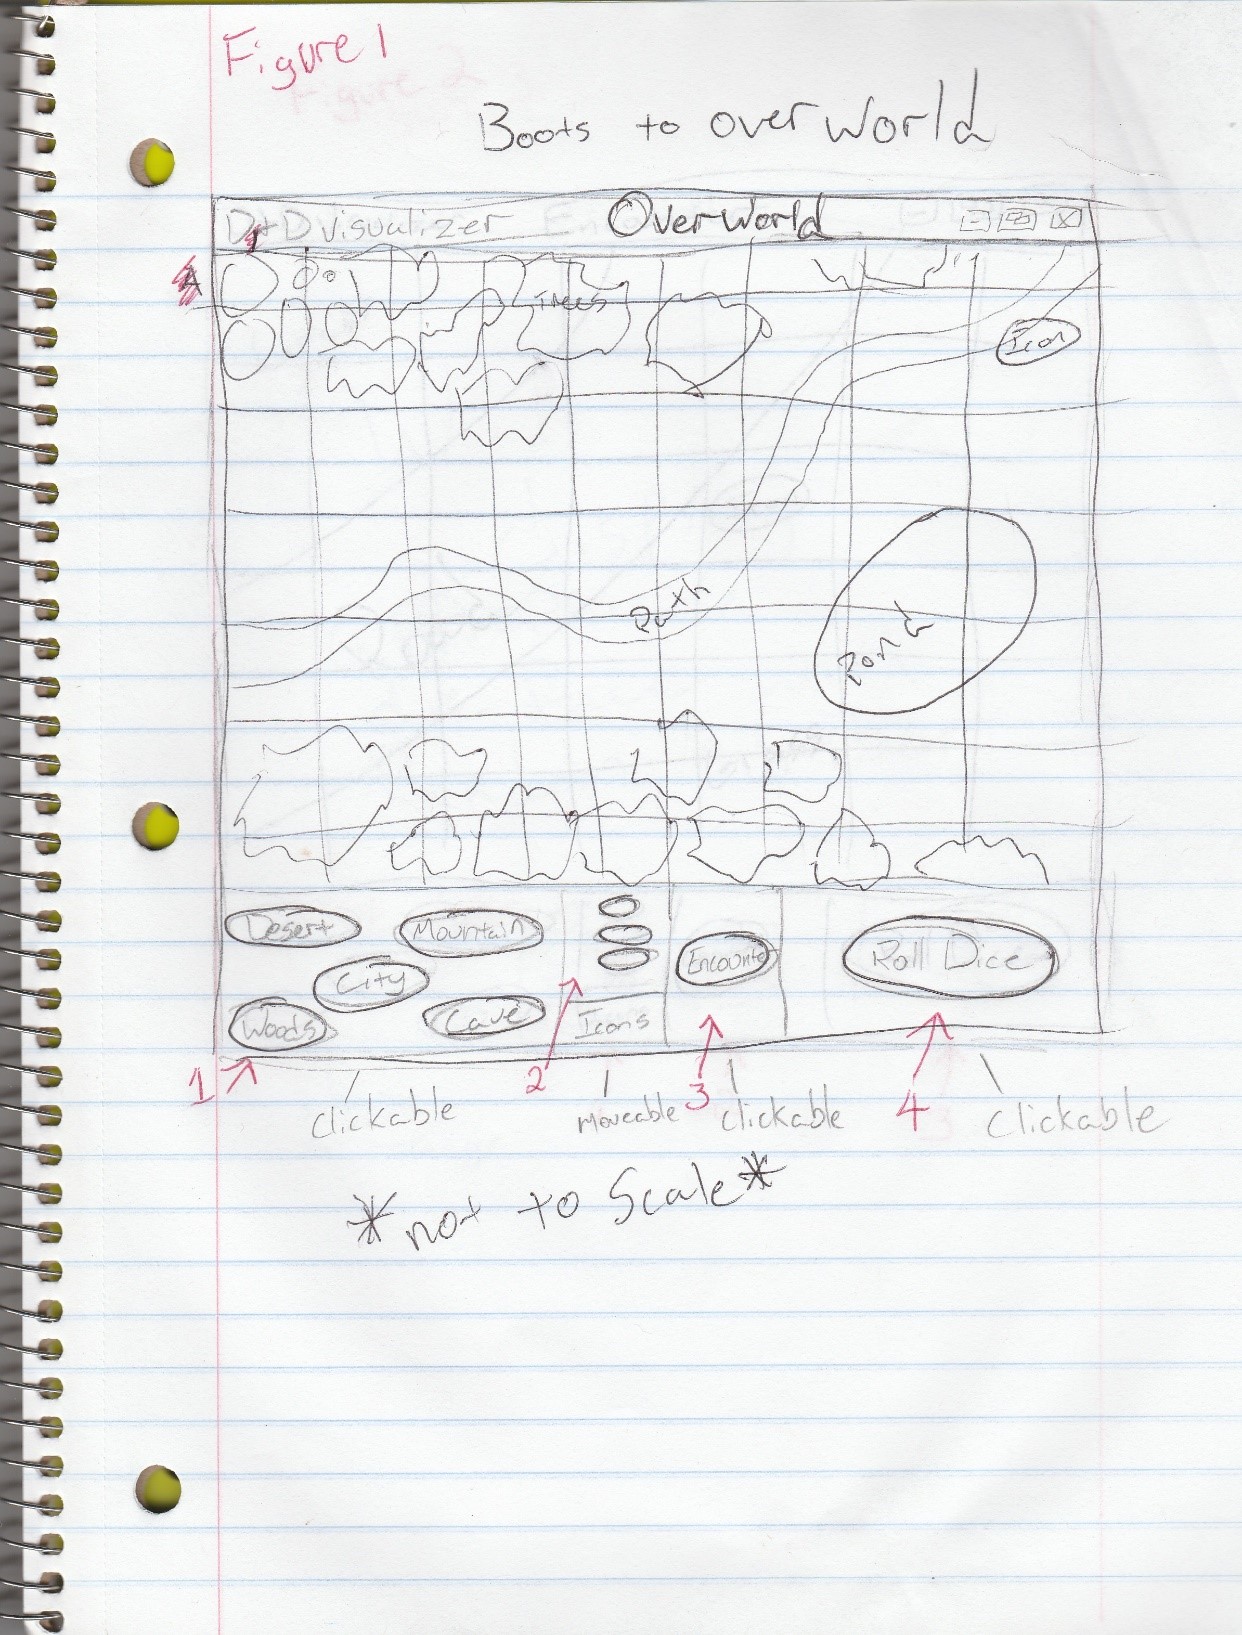 Figure 1
Boots to overworld
D+D visualizer Overworld
1
A
Trees
Icon
Path
Pond
Desert Mountain
City Encounter Roll Dice
Woods Cave Icons
1 2 3 4
clickable moveable clickable clickable
*not to Scale*